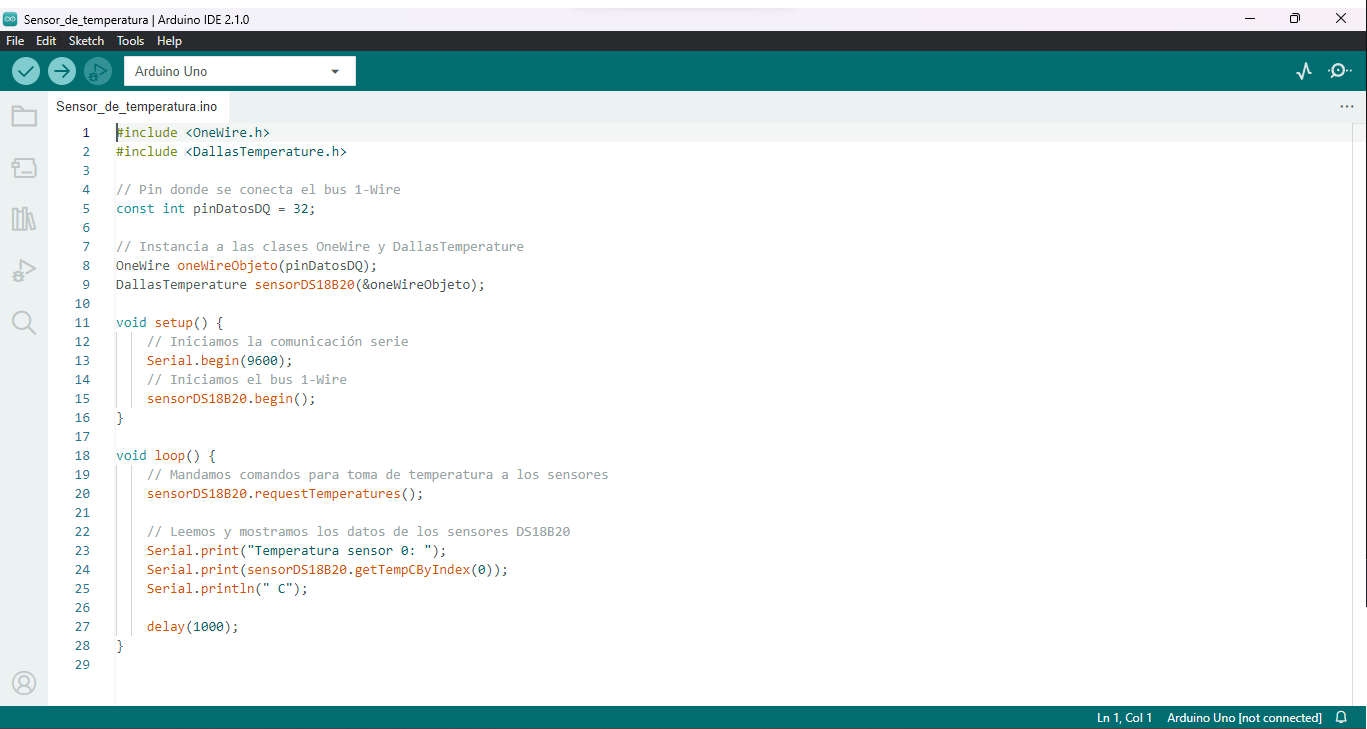 Sensor_de_temperatura | Arduino IDE 2.1.0
File Edit Sketch Tools Help
Arduino Uno
Sensor_de_temperatura.ino
1 #include <OneWire.h>
2 #include <DallasTemperature.h>
3
4 // Pin donde se conecta el bus 1-Wire
5 const int pinDatosDQ = 32;
6
7 // Instancia a las clases OneWire y DallasTemperature
8 OneWire oneWireObjeto(pinDatosDQ);
9 DallasTemperature sensorDS18B20(&oneWireObjeto);
10
11 void setup() {
12 // Iniciamos la comunicación serie
13 Serial.begin(9600);
14 // Iniciamos el bus 1-Wire
15 sensorDS18B20.begin();
16 }
17
18 void loop() {
19 // Mandamos comandos para toma de temperatura a los sensores
20 sensorDS18B20.requestTemperatures();
21
22 // Leemos y mostramos los datos de los sensores DS18B20
23 Serial.print("Temperatura sensor 0: ");
24 Serial.print(sensorDS18B20.getTempCByIndex(0));
25 Serial.println(" C");
26
27 delay(1000);
28 }
29
Ln 1, Col 1 Arduino Uno [not connected]